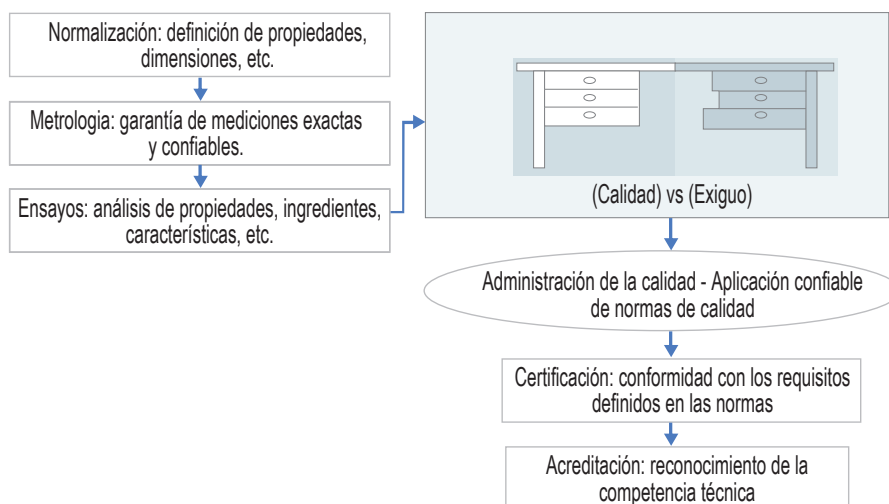 Normalización: definición de propiedades,
dimensiones, etc.
Metrologia: garantía de mediciones exactas
y confiables.
Ensayos: análisis de propiedades, ingredientes,
características, etc.
(Calidad) vs (Exiguo)
Administración de la calidad - Aplicación confiable
de normas de calidad
Certificación: conformidad con los requisitos
definidos en las normas
Acreditación: reconocimiento de la
competencia técnica